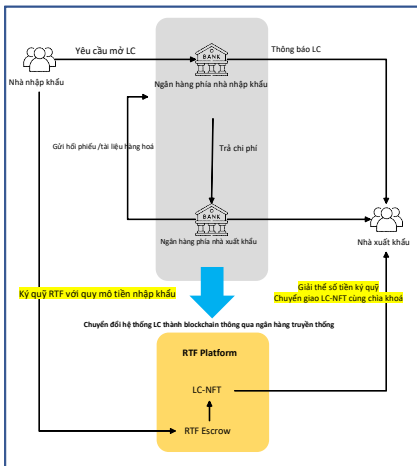 Yêu cầu mở LC
Thông báo LC
BANK
Nhà nhập khẩu
Ngân hàng phía nhà nhập khẩu
Gửi hối phiếu /tài liệu hàng hoá
Trả chi phí
BANK
Ngân hàng phía nhà xuất khẩu
Nhà xuất khẩu
Ký quỹ RTF với quy mô tiền nhập khẩu
Giải thể số tiền ký quỹ
Chuyển giao LC-NFT cùng chìa khoá
Chuyển đổi hệ thống LC thành blockchain thông qua ngân hàng truyền thống
RTF Platform
LC-NFT
RTF Escrow